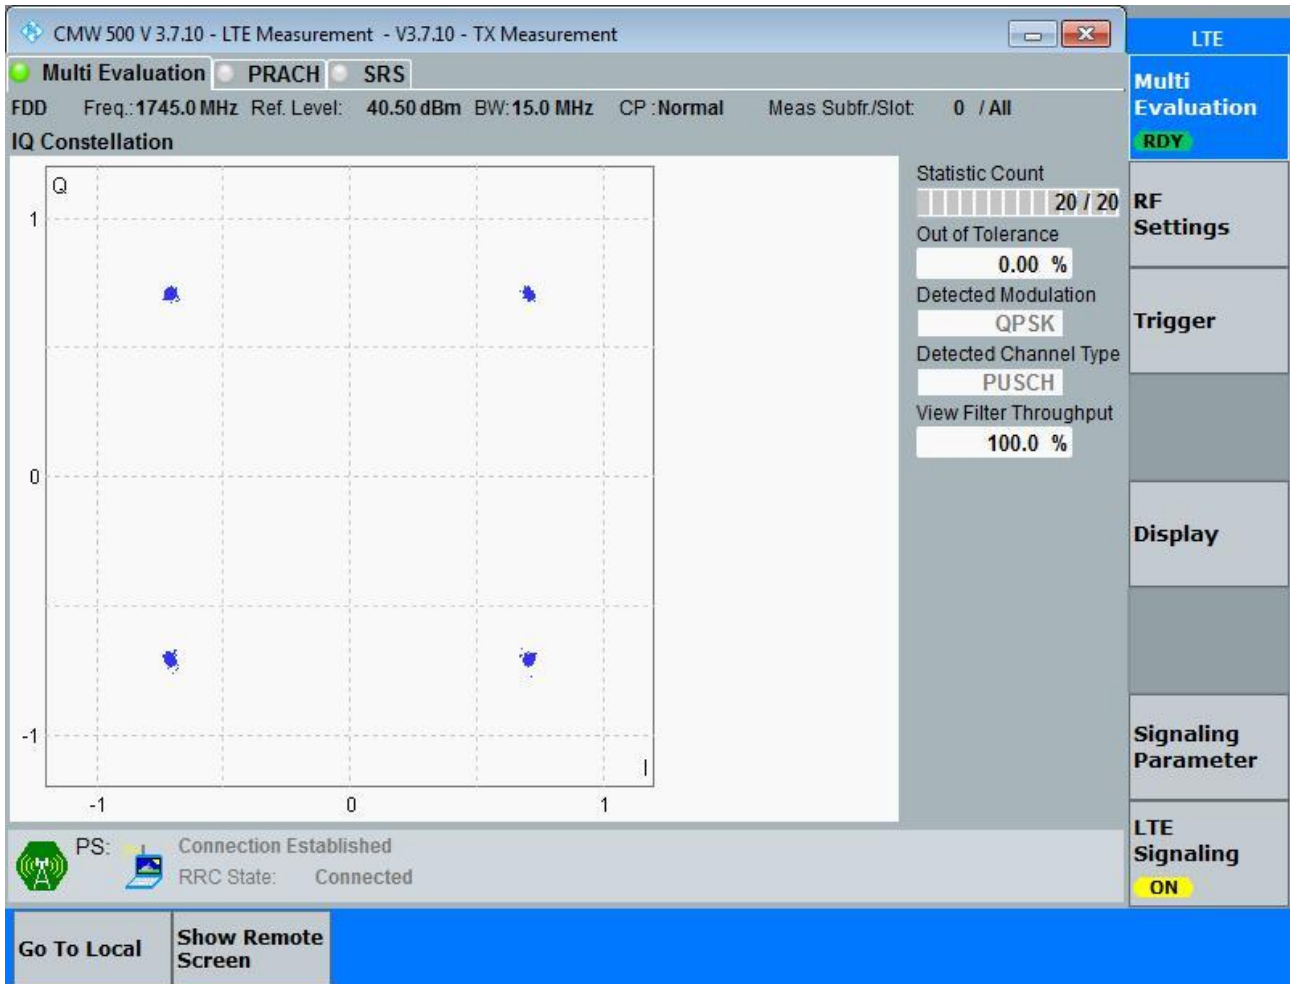 CMW 500 V 3.7.10 - LTE Measurement - V3.7.10 - TX Measurement
LTE
Multi Evaluation PRACH SRS
FDD Freq.:1745.0 MHz Ref. Level: 40.50 dBm BW:15.0 MHz CP :Normal Meas Subfr./Slot: 0 / All
IQ Constellation
Q
1
0
-1
I
-1 0 1
Statistic Count
20 / 20
Out of Tolerance
0.00 %
Detected Modulation
QPSK
Detected Channel Type
PUSCH
View Filter Throughput
100.0 %
Multi
Evaluation
RDY
RF
Settings
Trigger
Display
Signaling
Parameter
LTE
Signaling
ON
PS: Connection Established
RRC State: Connected
Go To Local
Show Remote
Screen